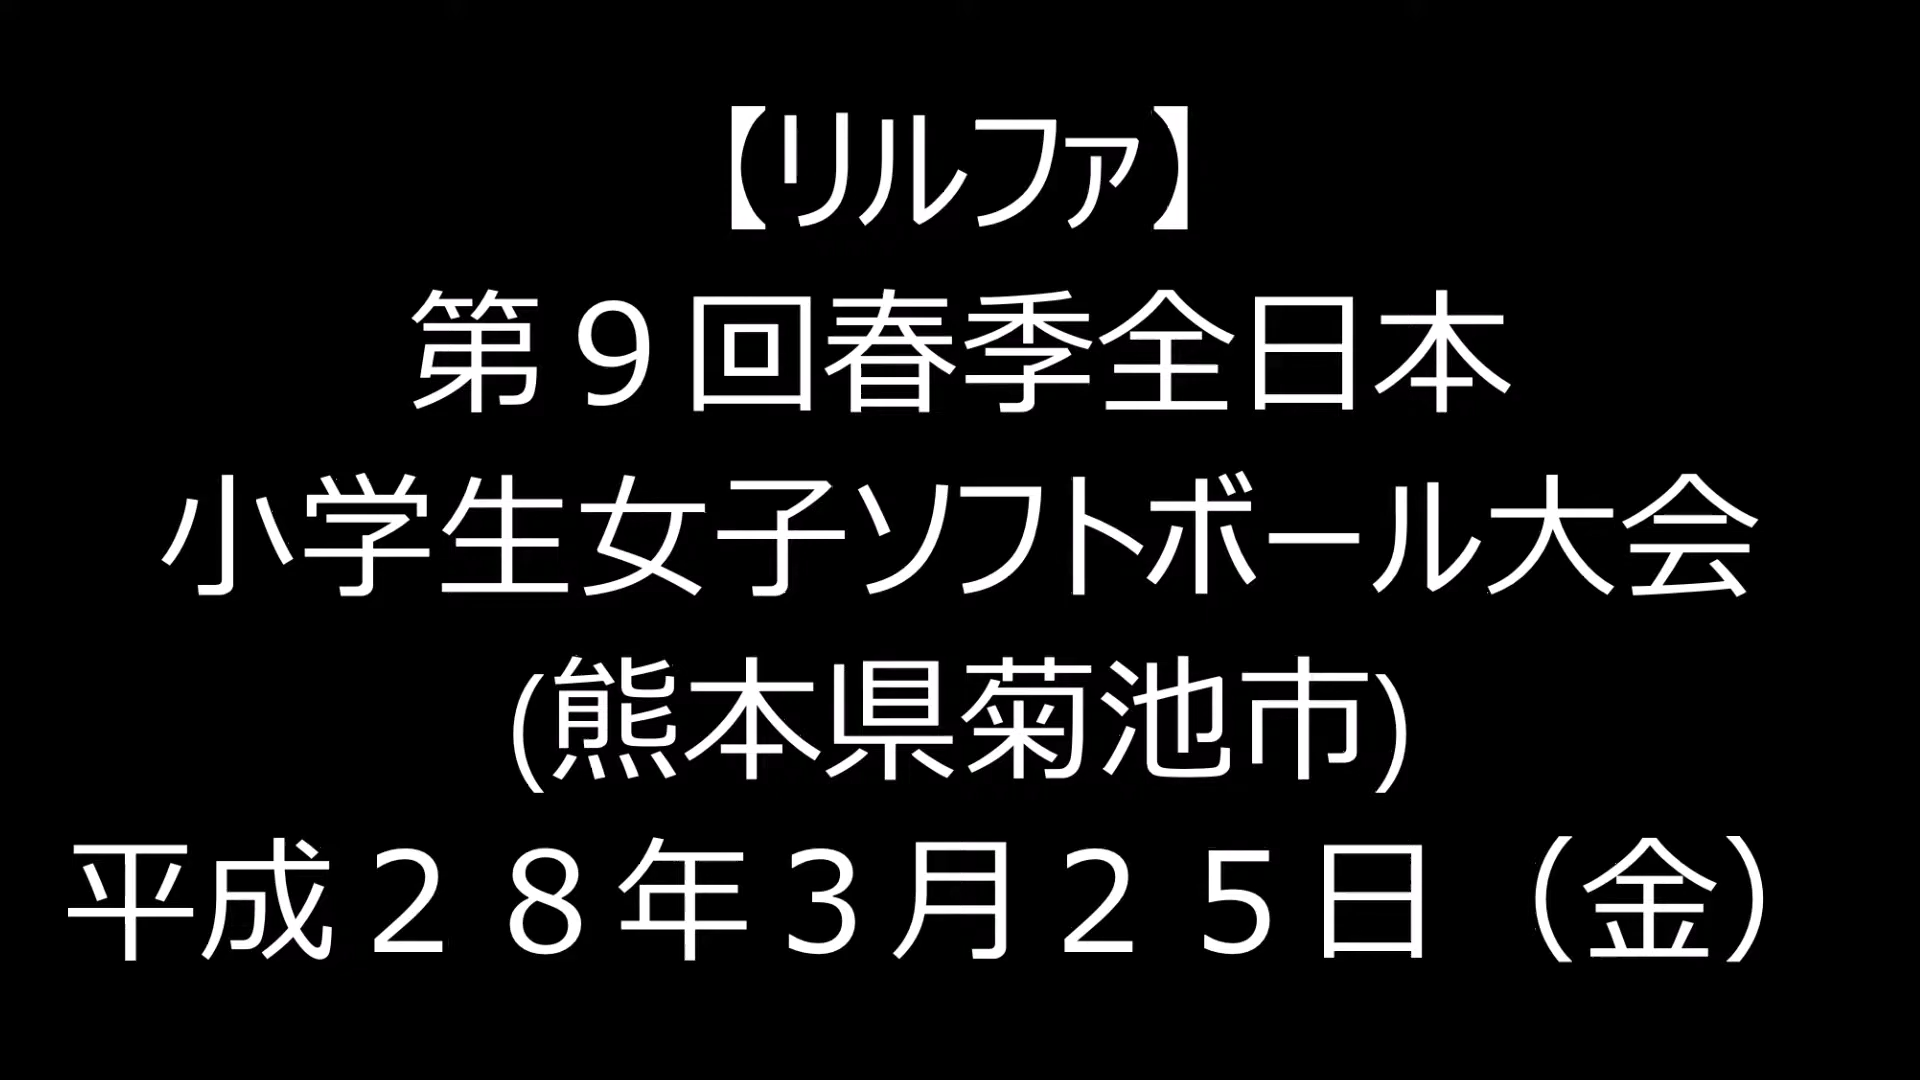 【リルファ】
第９回春季全日本
小学生女子ソフトボール大会
(熊本県菊池市)
平成２８年３月２５日（金）